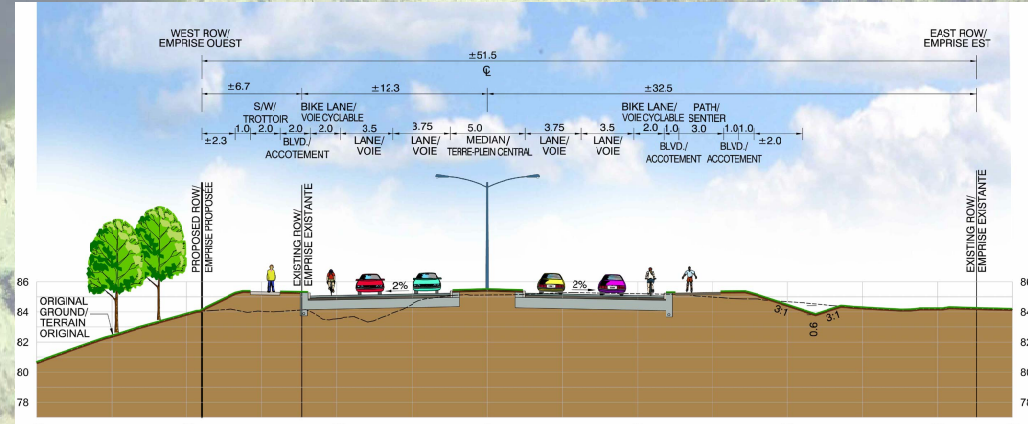 WEST ROW/
EMPRISE OUEST
EAST ROW/
EMPRISE EST
±51.5
℄
±6.7
±12.3
±32.5
S/W/
TROTTOIR
BIKE LANE/
VOIE CYCLABLE
BIKE LANE/
VOIE CYCLABLE
PATH/
SENTIER
±2.3
1.0
2.0
2.0
2.0
3.5
3.75
5.0
3.75
3.5
2.0
1.0
3.0
1.0
1.0
±2.0
BLVD./
ACCOTEMENT
LANE/
VOIE
LANE/
VOIE
MEDIAN/
TERRE-PLEIN CENTRAL
LANE/
VOIE
LANE/
VOIE
BLVD./
ACCOTEMENT
BLVD./
ACCOTEMENT
PROPOSED ROW/
EMPRISE PROPOSEE
EXISTING ROW/
EMPRISE EXISTANTE
EXISTING ROW/
EMPRISE EXISTANTE
2%
2%
ORIGINAL
GROUND/
TERRAIN
ORIGINAL
3:1
0.6
3:1
86
84
82
80
78